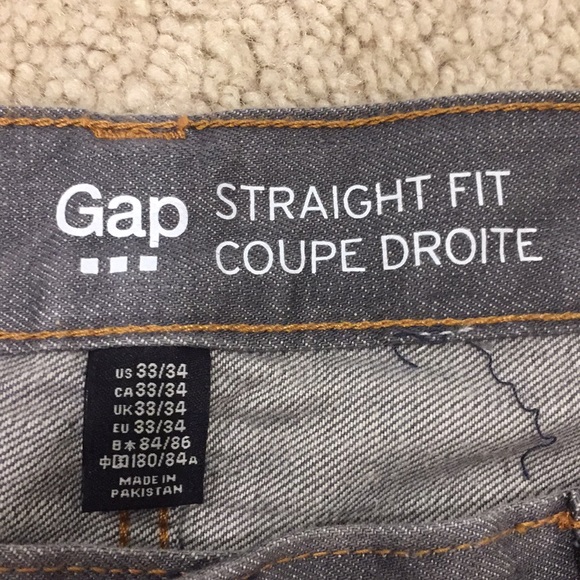 Gap
STRAIGHT FIT
COUPE DROITE
US 33/34
CA 33/34
UK 33/34
EU 33/34
日本 84/86
中国 180/84A
MADE IN
PAKISTAN